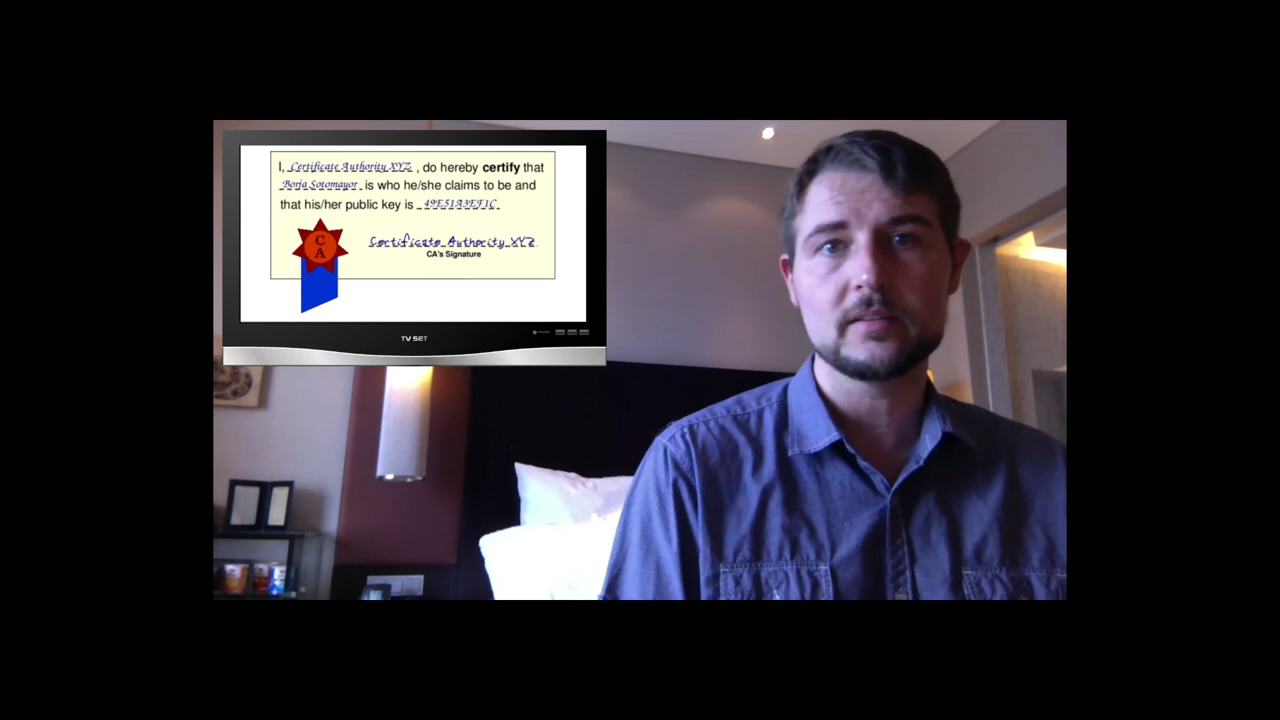 I, Certificate Authority XYZ, do hereby certify that
Borja Sotomayor is who he/she claims to be and
that his/her public key is 49E51A3EF1C.
C
A
Certificate Authority XYZ
CA's Signature
TV SET